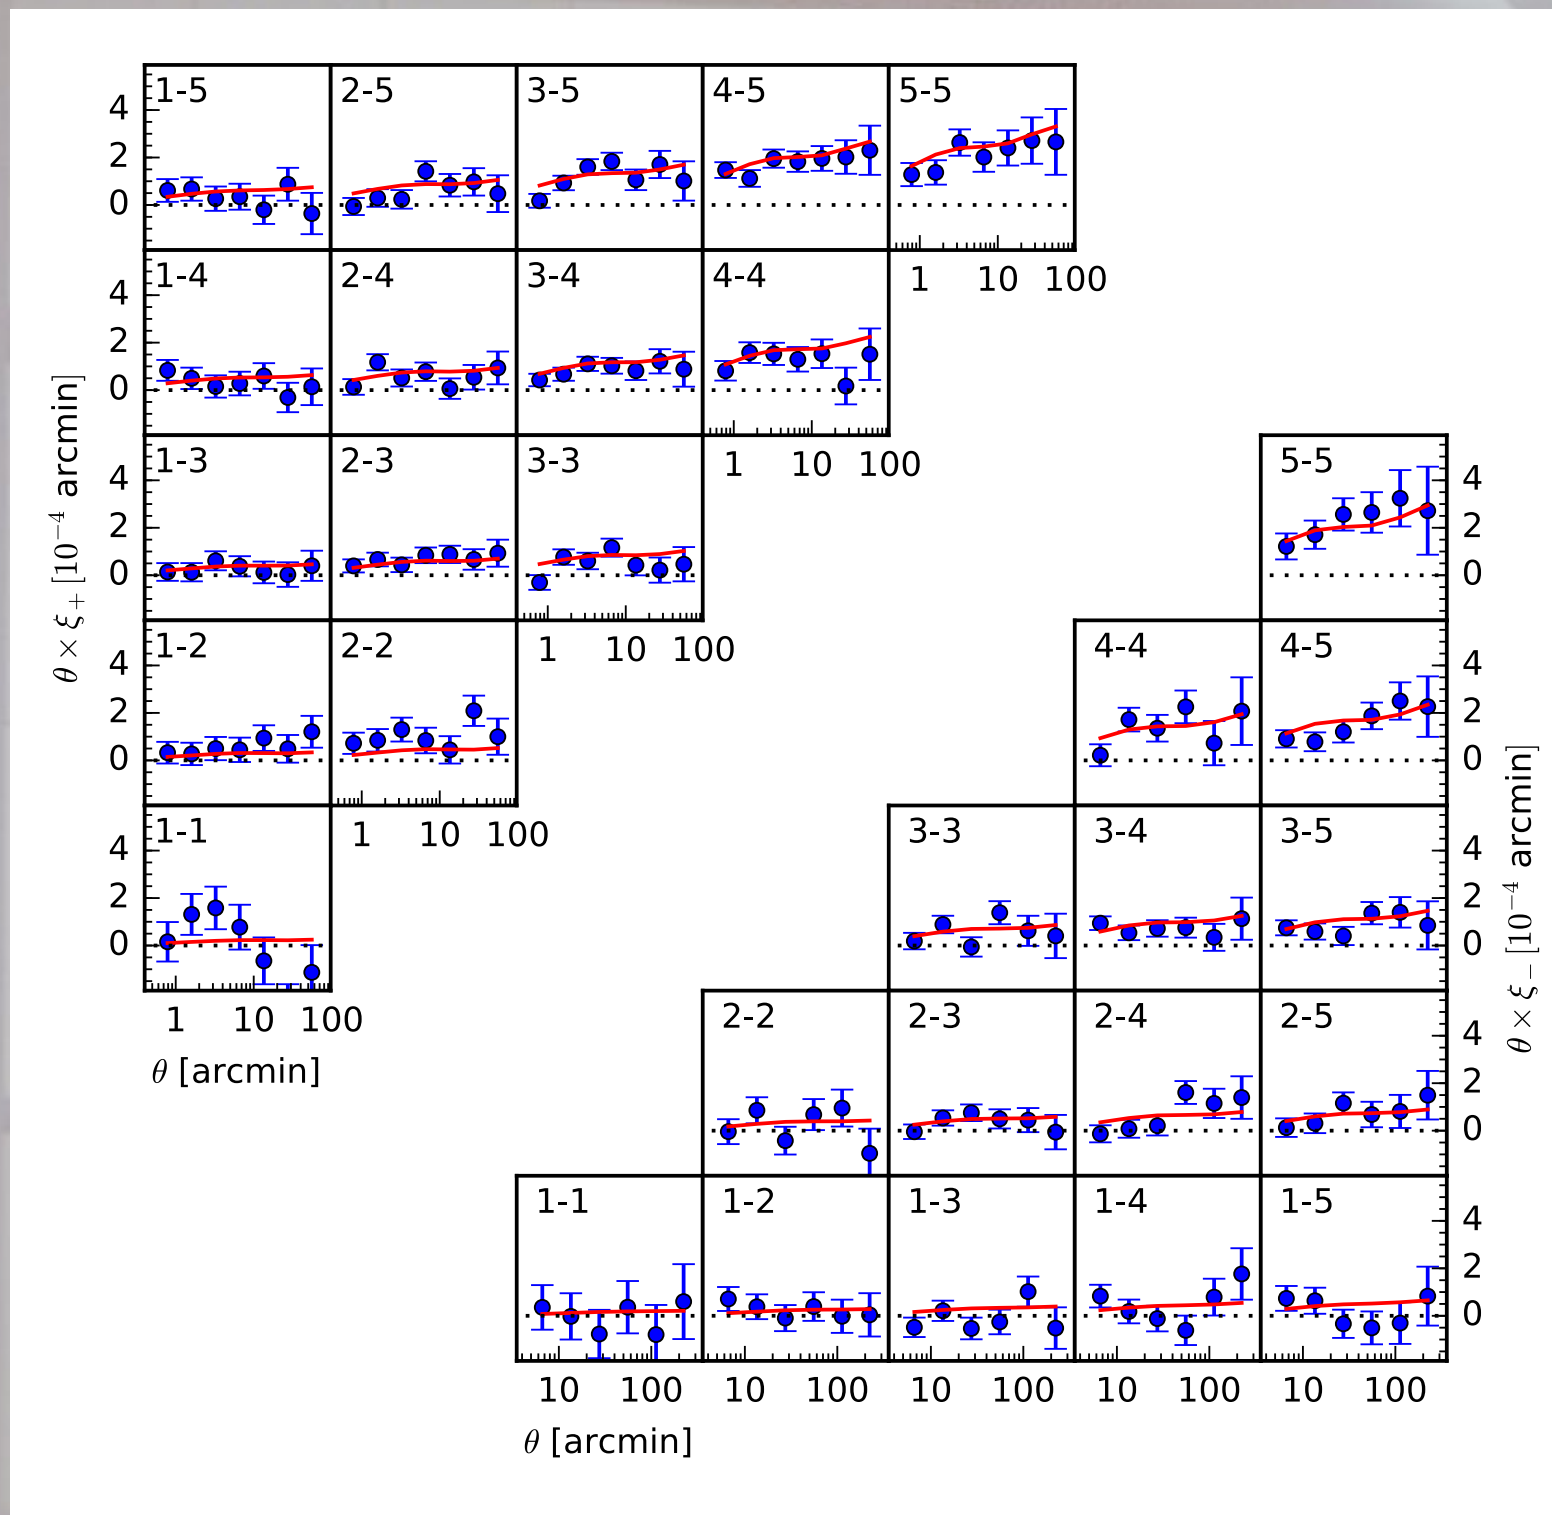 1-5 2-5 3-5 4-5 5-5
4
2
0
1 10 100
1-4 2-4 3-4 4-4
4
2
0
1 10 100
1-3 2-3 3-3 5-5
4 4
2 2
0 0
1 10 100
θ × ξ₊ [10⁻⁴ arcmin]
1-2 2-2 4-4 4-5
4 4
2 2
0 0
1 10 100
1-1 3-3 3-4 3-5
4 4
2 2
0 0
1 10 100
θ [arcmin]
θ × ξ₋ [10⁻⁴ arcmin]
2-2 2-3 2-4 2-5
4
2
0
1-1 1-2 1-3 1-4 1-5
4
2
0
10 100 10 100 10 100 10 100 10 100
θ [arcmin]